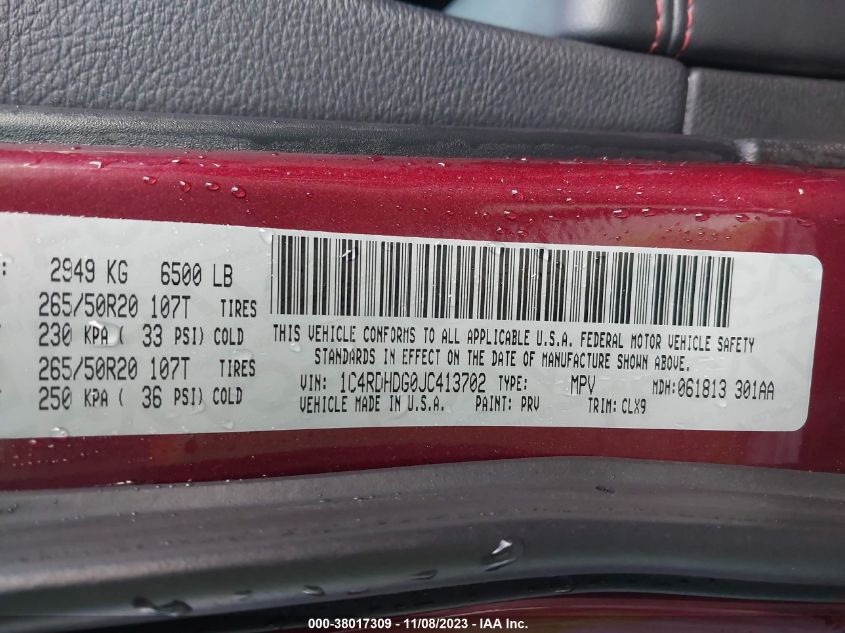 : 2949 KG 6500 LB
265/50R20 107T TIRES
230 KPA ( 33 PSI) COLD
265/50R20 107T TIRES
250 KPA ( 36 PSI) COLD
THIS VEHICLE CONFORMS TO ALL APPLICABLE U.S.A. FEDERAL MOTOR VEHICLE SAFETY
STANDARDS IN EFFECT ON THE DATE OF MANUFACTURE SHOWN ABOVE.
VIN: 1C4RDHDG0JC413702 TYPE: MPV MDH:061813 301AA
VEHICLE MADE IN U.S.A. PAINT: PRV TRIM: CLX9
000-38017309 - 11/08/2023 - IAA Inc.